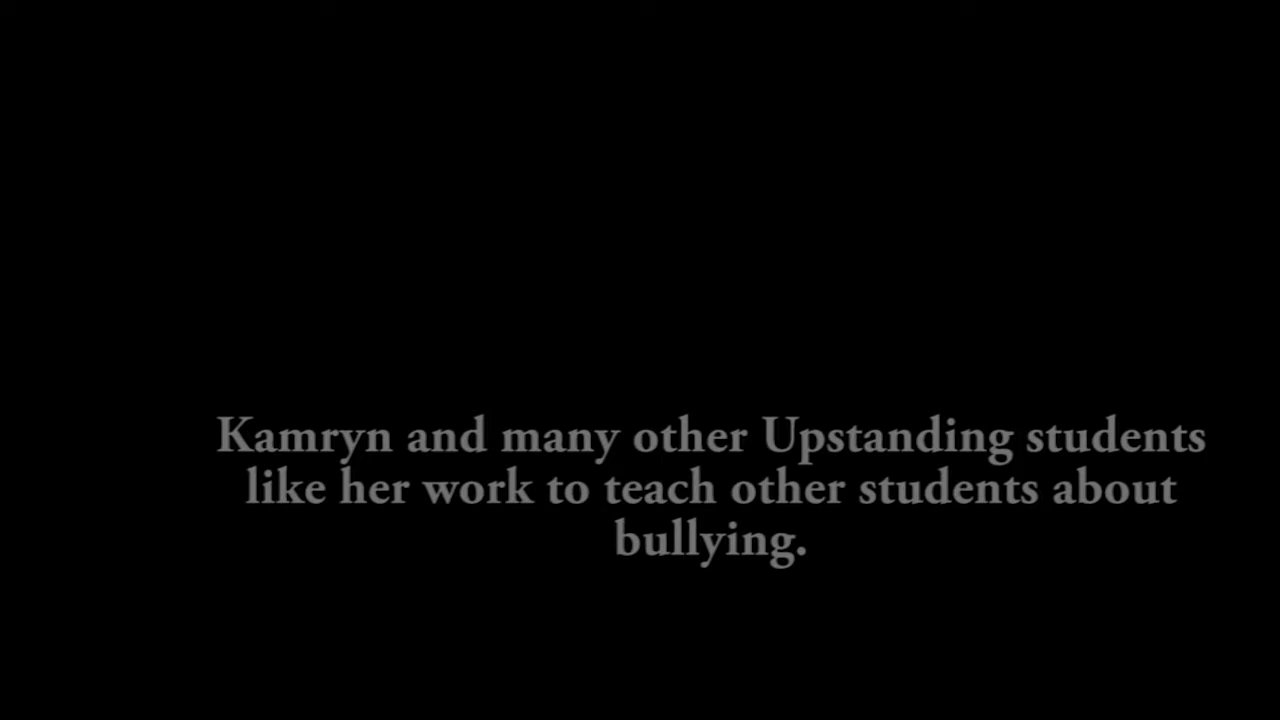 Kamryn and many other Upstanding students
like her work to teach other students about
bullying.